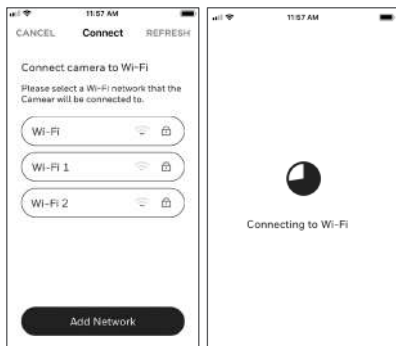 11:57 AM
CANCEL Connect REFRESH
Connect camera to Wi-Fi
Please select a Wi-Fi network that the
Camear will be connected to.
Wi-Fi
Wi-Fi 1
Wi-Fi 2
Add Network
11:57 AM
Connecting to Wi-Fi